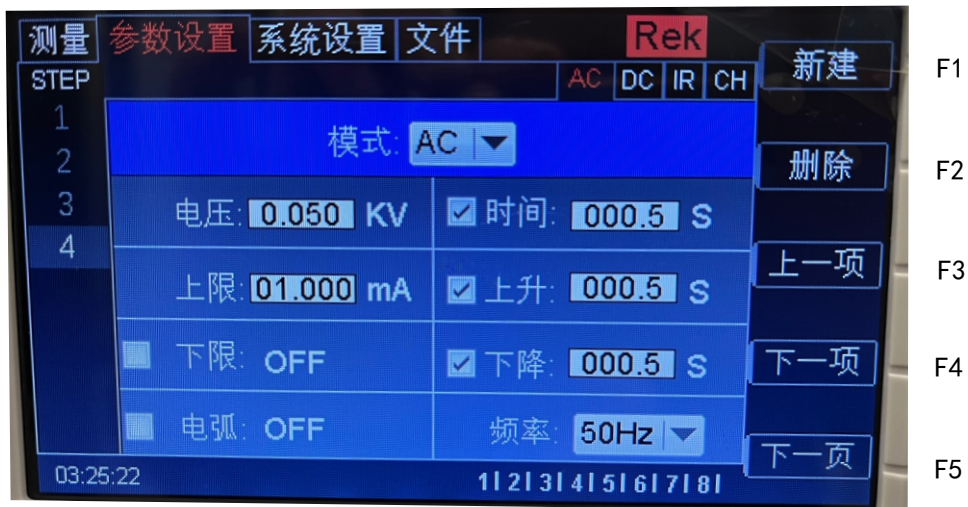 测量 参数设置 系统设置 文件 Rek
新建 F1
STEP AC DC IR CH
1
模式: AC
2
删除 F2
3
电压: 0.050 KV 时间: 000.5 S
4
上一项 F3
上限: 01.000 mA 上升: 000.5 S
下限: OFF 下降: 000.5 S
下一项 F4
电弧: OFF 频率: 50Hz
下一页 F5
03:25:22 1| 2| 3| 4| 5| 6| 7| 8|